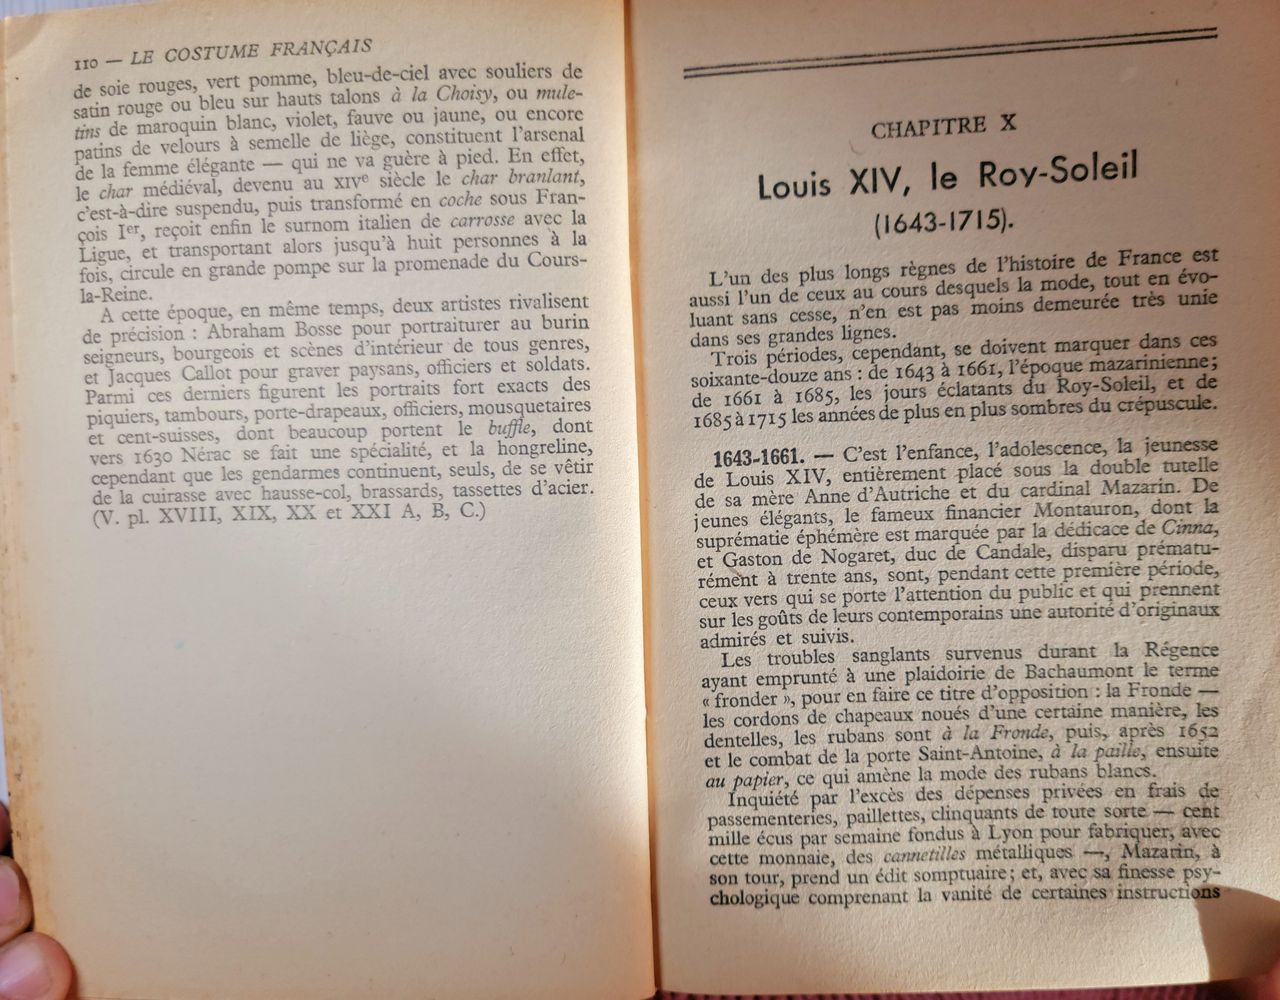 110 — LE COSTUME FRANÇAIS
de soie rouges, vert pomme, bleu-de-ciel avec souliers de
satin rouge ou bleu sur hauts talons à la Choisy, ou mule-
tins de maroquin blanc, violet, fauve ou jaune, ou encore
patins de velours à semelle de liège, constituent l'arsenal
de la femme élégante — qui ne va guère à pied. En effet,
le char médiéval, devenu au XIVe siècle le char branlant,
c'est-à-dire suspendu, puis transformé en coche sous Fran-
çois Ier, reçoit enfin le surnom italien de carrosse avec la
Ligue, et transportant alors jusqu'à huit personnes à la
fois, circule en grande pompe sur la promenade du Cours-
la-Reine.
A cette époque, en même temps, deux artistes rivalisent
de précision : Abraham Bosse pour portraiturer au burin
seigneurs, bourgeois et scènes d'intérieur de tous genres,
et Jacques Callot pour graver paysans, officiers et soldats.
Parmi ces derniers figurent les portraits fort exacts des
piquiers, tambours, porte-drapeaux, officiers, mousquetaires
et cent-suisses, dont beaucoup portent le buffle, dont
vers 1630 Nérac se fait une spécialité, et la hongreline,
cependant que les gendarmes continuent, seuls, de se vêtir
de la cuirasse avec hausse-col, brassards, tassettes d'acier.
(V. pl. XVIII, XIX, XX et XXI A, B, C.)
CHAPITRE X
Louis XIV, le Roy-Soleil
(1643-1715).
L'un des plus longs règnes de l'histoire de France est
aussi l'un de ceux au cours desquels la mode, tout en évo-
luant sans cesse, n'en est pas moins demeurée très unie
dans ses grandes lignes.
Trois périodes, cependant, se doivent marquer dans ces
soixante-douze ans : de 1643 à 1661, l'époque mazarinienne ;
de 1661 à 1685, les jours éclatants du Roy-Soleil, et de
1685 à 1715 les années de plus en plus sombres du crépuscule.
1643-1661. — C'est l'enfance, l'adolescence, la jeunesse
de Louis XIV, entièrement placé sous la double tutelle
de sa mère Anne d'Autriche et du cardinal Mazarin. De
jeunes élégants, le fameux financier Montauron, dont la
suprématie éphémère est marquée par la dédicace de Cinna,
et Gaston de Nogaret, duc de Candale, disparu prématu-
rément à trente ans, sont, pendant cette première période,
ceux vers qui se porte l'attention du public et qui prennent
sur les goûts de leurs contemporains une autorité d'originaux
admirés et suivis.
Les troubles sanglants survenus durant la Régence
ayant emprunté à une plaidoirie de Bachaumont le terme
« fronder », pour en faire ce titre d'opposition : la Fronde —
les cordons de chapeaux noués d'une certaine manière, les
dentelles, les rubans sont à la Fronde, puis, après 1652
et le combat de la porte Saint-Antoine, à la paille, ensuite
au papier, ce qui amène la mode des rubans blancs.
Inquiété par l'excès des dépenses privées en frais de
passementeries, paillettes, clinquants de toute sorte — cent
mille écus par semaine fondus à Lyon pour fabriquer, avec
cette monnaie, des cannetilles métalliques —, Mazarin, à
son tour, prend un édit somptuaire ; et, avec sa finesse psy-
chologique comprenant la vanité de certaines instructions